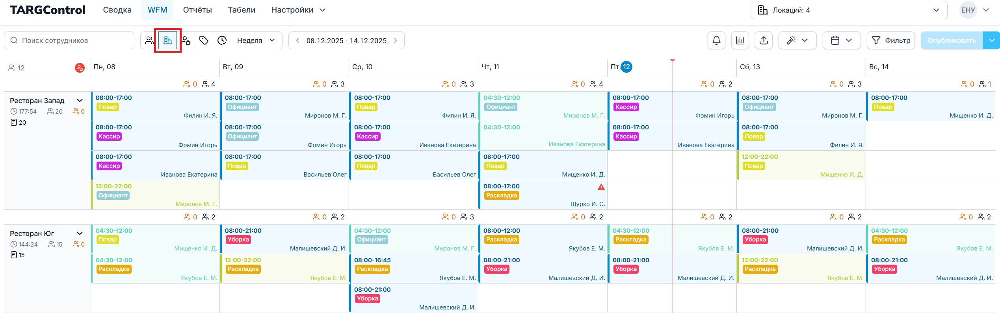 TARGControl Сводка WFM Отчёты Табели Настройки Локаций: 4 ЕНУ
Поиск сотрудников Неделя 08.12.2025 - 14.12.2025 Фильтр Опубликовать
12 Пн, 08 Вт, 09 Ср, 10 Чт, 11 Пт, 12 Сб, 13 Вс, 14
0 4 0 3 0 3 0 4 0 2 0 3 0 1
Ресторан Запад
177:54 20 0
20
08:00-17:00 08:00-17:00 08:00-17:00 04:30-12:00 08:00-17:00 08:00-17:00 08:00-17:00
Повар Официант Повар Официант Кассир Официант Повар
Филин И. Я. Миронов М. Г. Филин И. Я. Миронов М. Г. Фомин Игорь Миронов М. Г. Мищенко И. Д.
08:00-17:00 08:00-17:00 08:00-17:00 04:30-12:00 08:00-17:00 08:00-17:00
Кассир Официант Кассир Кассир Повар
Фомин Игорь Фомин Игорь Иванова Екатерина Иванова Екатерина Иванова Екатерина Филин И. Я.
08:00-17:00 08:00-17:00 08:00-17:00 08:00-17:00 12:00-22:00
Кассир Повар Повар Повар Повар
Иванова Екатерина Васильев Олег Васильев Олег Мищенко И. Д. Мищенко И. Д.
12:00-22:00 08:00-17:00
Официант Раскладка
Миронов М. Г. Щурко И. С.
0 2 0 2 0 3 0 2 0 2 0 2 0 2
Ресторан Юг
144:24 15 0
15
04:30-12:00 08:00-21:00 04:30-12:00 08:00-12:00 04:30-12:00 08:00-21:00 04:30-12:00
Повар Уборка Официант Раскладка Раскладка Уборка Раскладка
Мищенко И. Д. Малишевский Д. И. Миронов М. Г. Якубов Е. М. Якубов Е. М. Малишевский Д. И. Якубов Е. М.
04:30-12:00 12:00-22:00 08:00-16:45 08:00-21:00 08:00-21:00 12:00-22:00 08:00-21:00
Раскладка Раскладка Раскладка Уборка Уборка Раскладка Уборка
Якубов Е. М. Якубов Е. М. Якубов Е. М. Малишевский Д. И. Малишевский Д. И. Якубов Е. М. Малишевский Д. И.
08:00-21:00
Уборка
Малишевский Д. И.